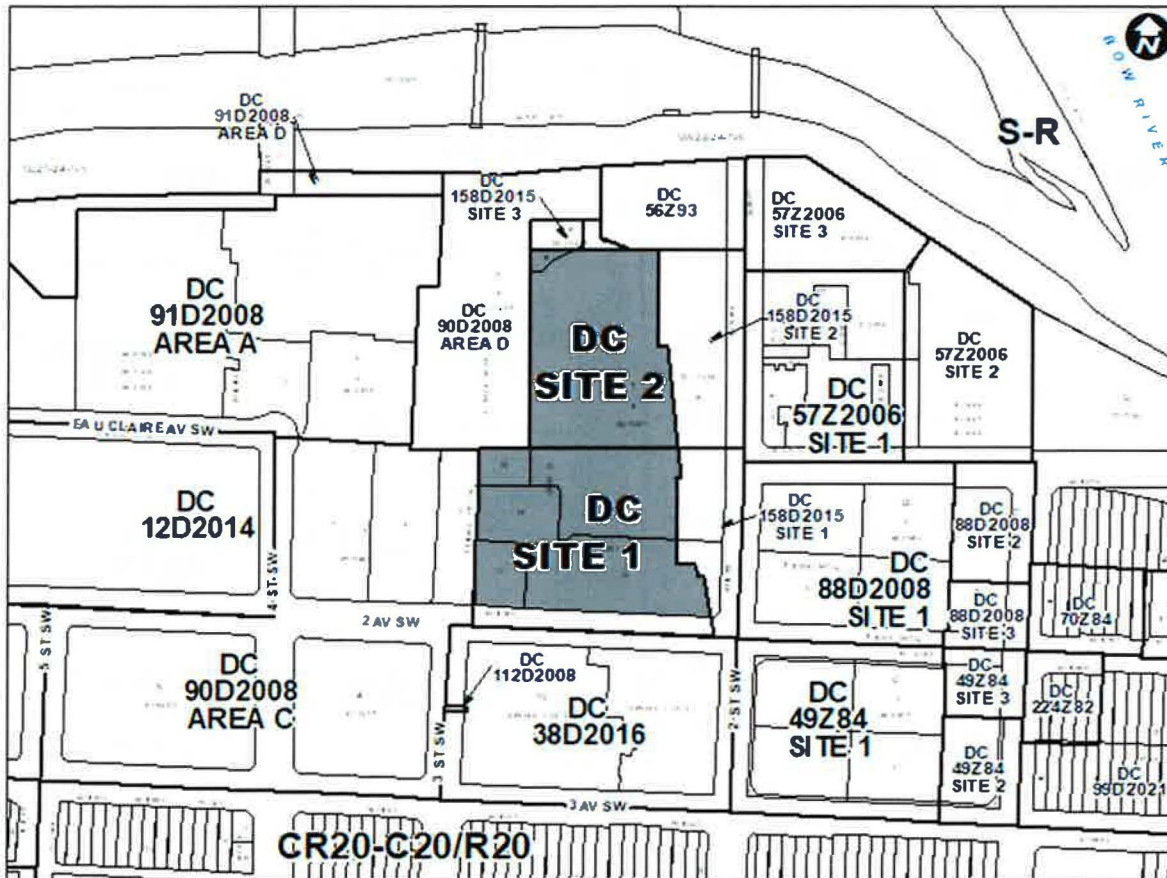 N
BOW RIVER
S-R
DC
91D2008
AREA D
DC
158D2015
SITE 3
DC
56Z93
DC
57Z2006
SITE 3
DC
91D2008
AREA A
DC
90D2008
AREA D
DC
SITE 2
DC
158D2015
SITE 2
DC
57Z2006
SITE 2
DC
57Z2006
SITE 1
EAU CLAIRE AV SW
DC
12D2014
DC
SITE 1
DC
158D2015
SITE 1
DC
88D2008
SITE 2
DC
88D2008
SITE 1
DC
88D2008
SITE 3
DC
70Z84
4 ST SW
2 AV SW
5 ST SW
DC
90D2008
AREA C
DC
112D2008
3 ST SW
DC
38D2016
2 ST SW
DC
49Z84
SITE 1
DC
49Z84
SITE 3
DC
224Z82
DC
49Z84
SITE 2
DC
99D2021
3 AV SW
CR20-C20/R20